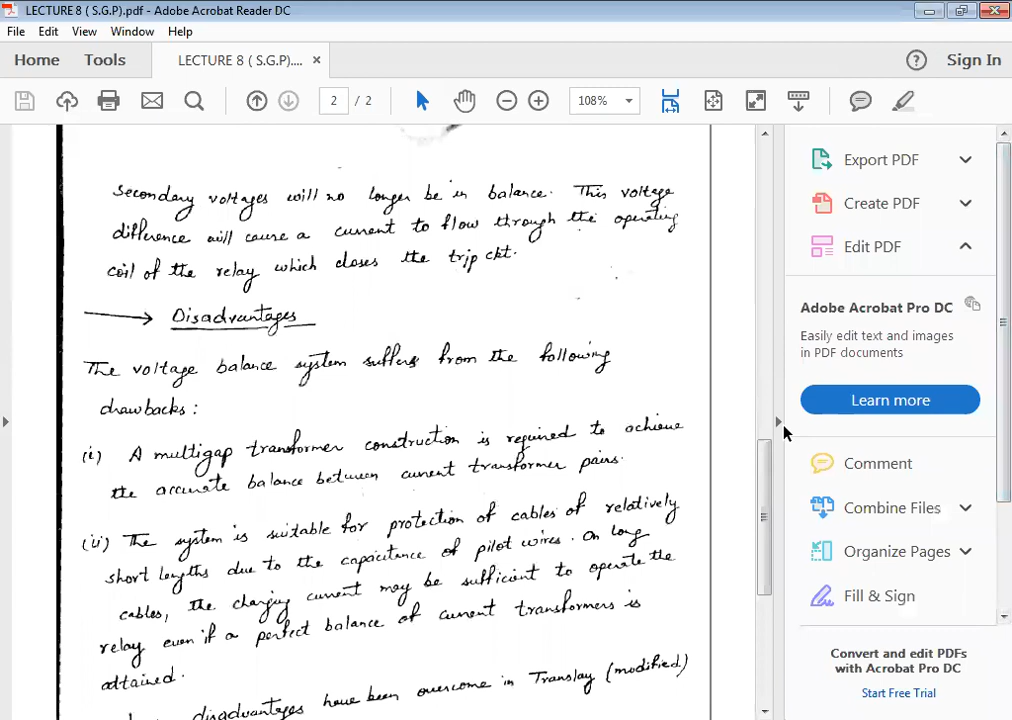 LECTURE 8 ( S.G.P).pdf - Adobe Acrobat Reader DC
File Edit View Window Help
Home Tools LECTURE 8 ( S.G.P).... × Sign In
2 / 2 108%
Secondary voltages will no longer be in balance. This voltage
difference will cause a current to flow through the operating
coil of the relay which closes the trip ckt.
Disadvantages
The voltage balance system suffers from the following
drawbacks :
(i) A multigap transformer construction is required to achieve
the accurate balance between current transformer pairs.
(ii) The system is suitable for protection of cables of relatively
short lengths due to the capacitance of pilot wires. On long
cables, the charging current may be sufficient to operate the
relay even if a perfect balance of current transformers is
attained.
disadvantages have been overcome in Translay (modified)
Export PDF
Create PDF
Edit PDF
Adobe Acrobat Pro DC
Easily edit text and images
in PDF documents
Learn more
Comment
Combine Files
Organize Pages
Fill & Sign
Convert and edit PDFs
with Acrobat Pro DC
Start Free Trial